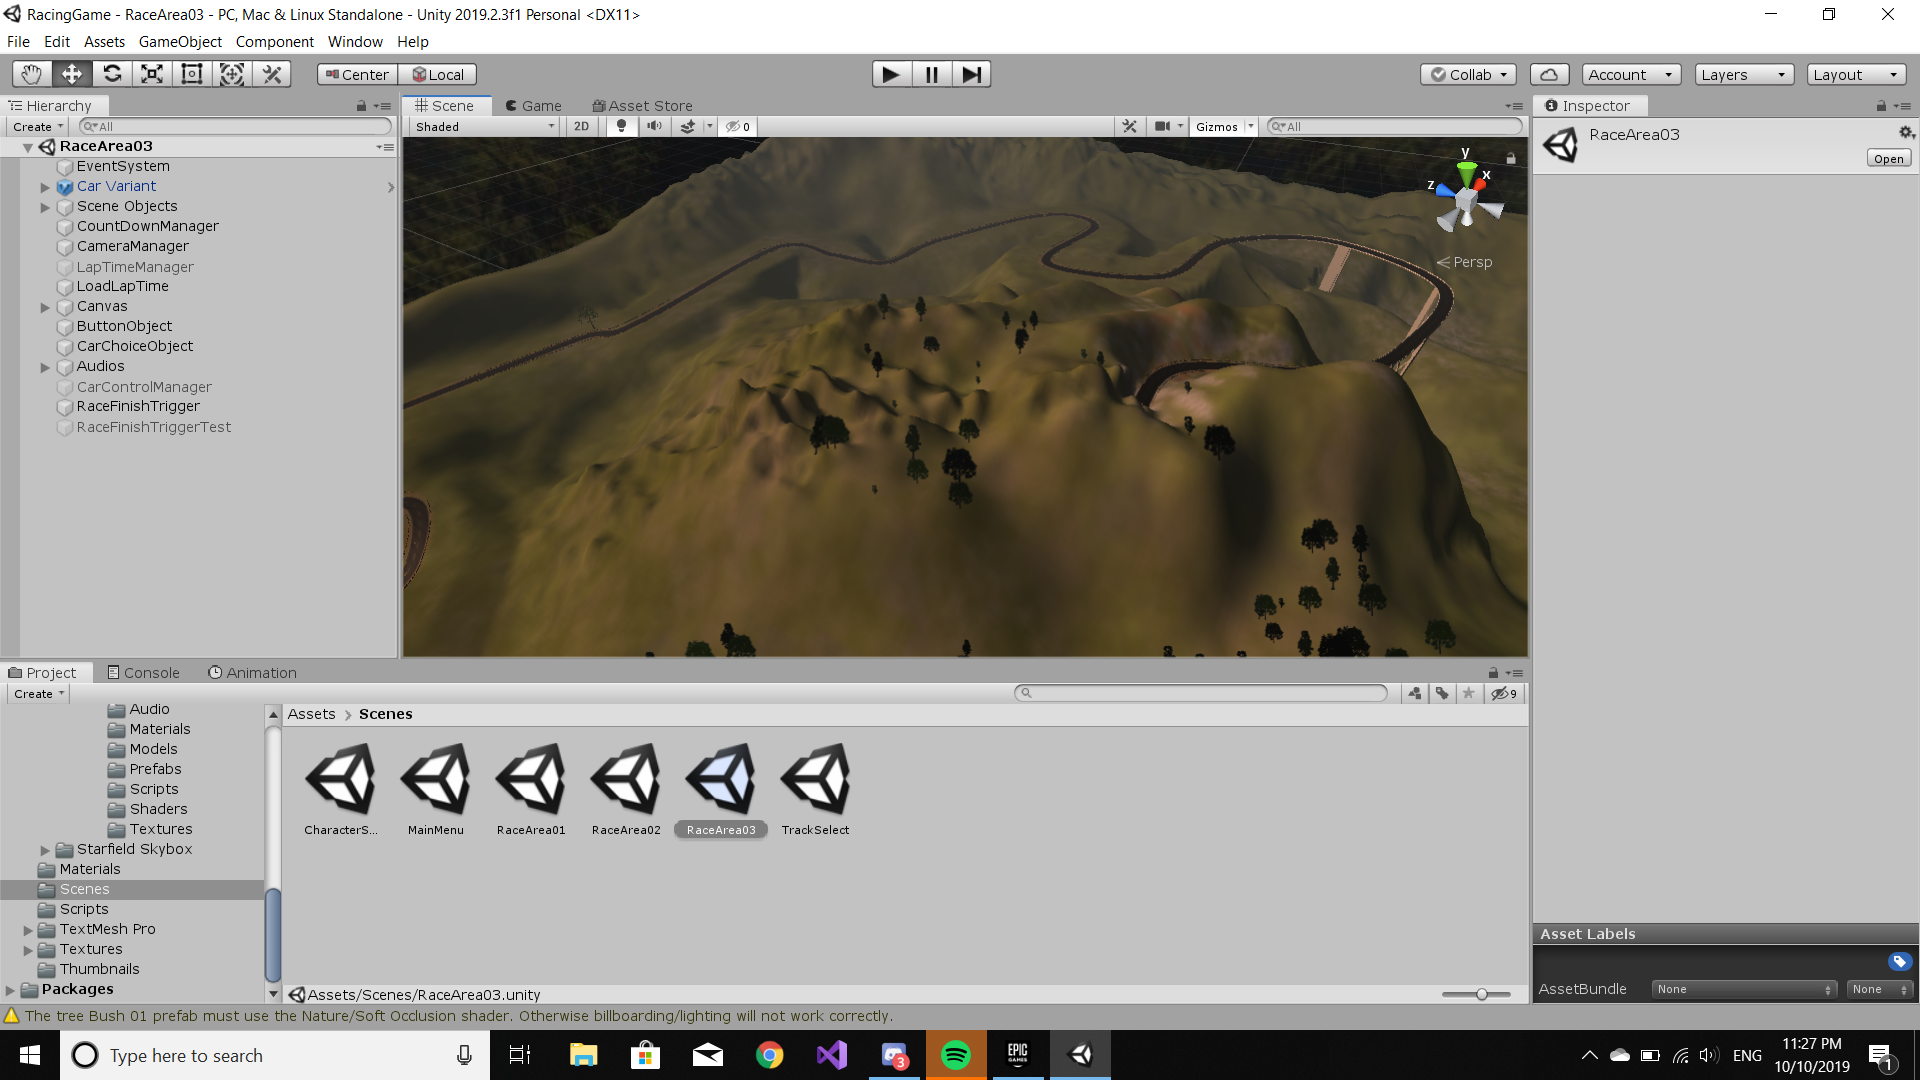 RacingGame - RaceArea03 - PC, Mac & Linux Standalone - Unity 2019.2.3f1 Personal <DX11>
File Edit Assets GameObject Component Window Help
Center Local Collab Account Layers Layout
Hierarchy
Create All
RaceArea03
EventSystem
Car Variant
Scene Objects
CountDownManager
CameraManager
LapTimeManager
LoadLapTime
Canvas
ButtonObject
CarChoiceObject
Audios
CarControlManager
RaceFinishTrigger
RaceFinishTriggerTest
Scene Game Asset Store
Shaded 2D 0 Gizmos All
y
x
z
Persp
Inspector
RaceArea03
Open
Project Console Animation
Create 9
Audio
Materials
Models
Prefabs
Scripts
Shaders
Textures
Starfield Skybox
Materials
Scenes
Scripts
TextMesh Pro
Textures
Thumbnails
Packages
Assets > Scenes
CharacterS... MainMenu RaceArea01 RaceArea02 RaceArea03 TrackSelect
Assets/Scenes/RaceArea03.unity
Asset Labels
AssetBundle None None
The tree Bush 01 prefab must use the Nature/Soft Occlusion shader. Otherwise billboarding/lighting will not work correctly.
Type here to search
3
EPIC
GAMES
ENG
11:27 PM
10/10/2019
1